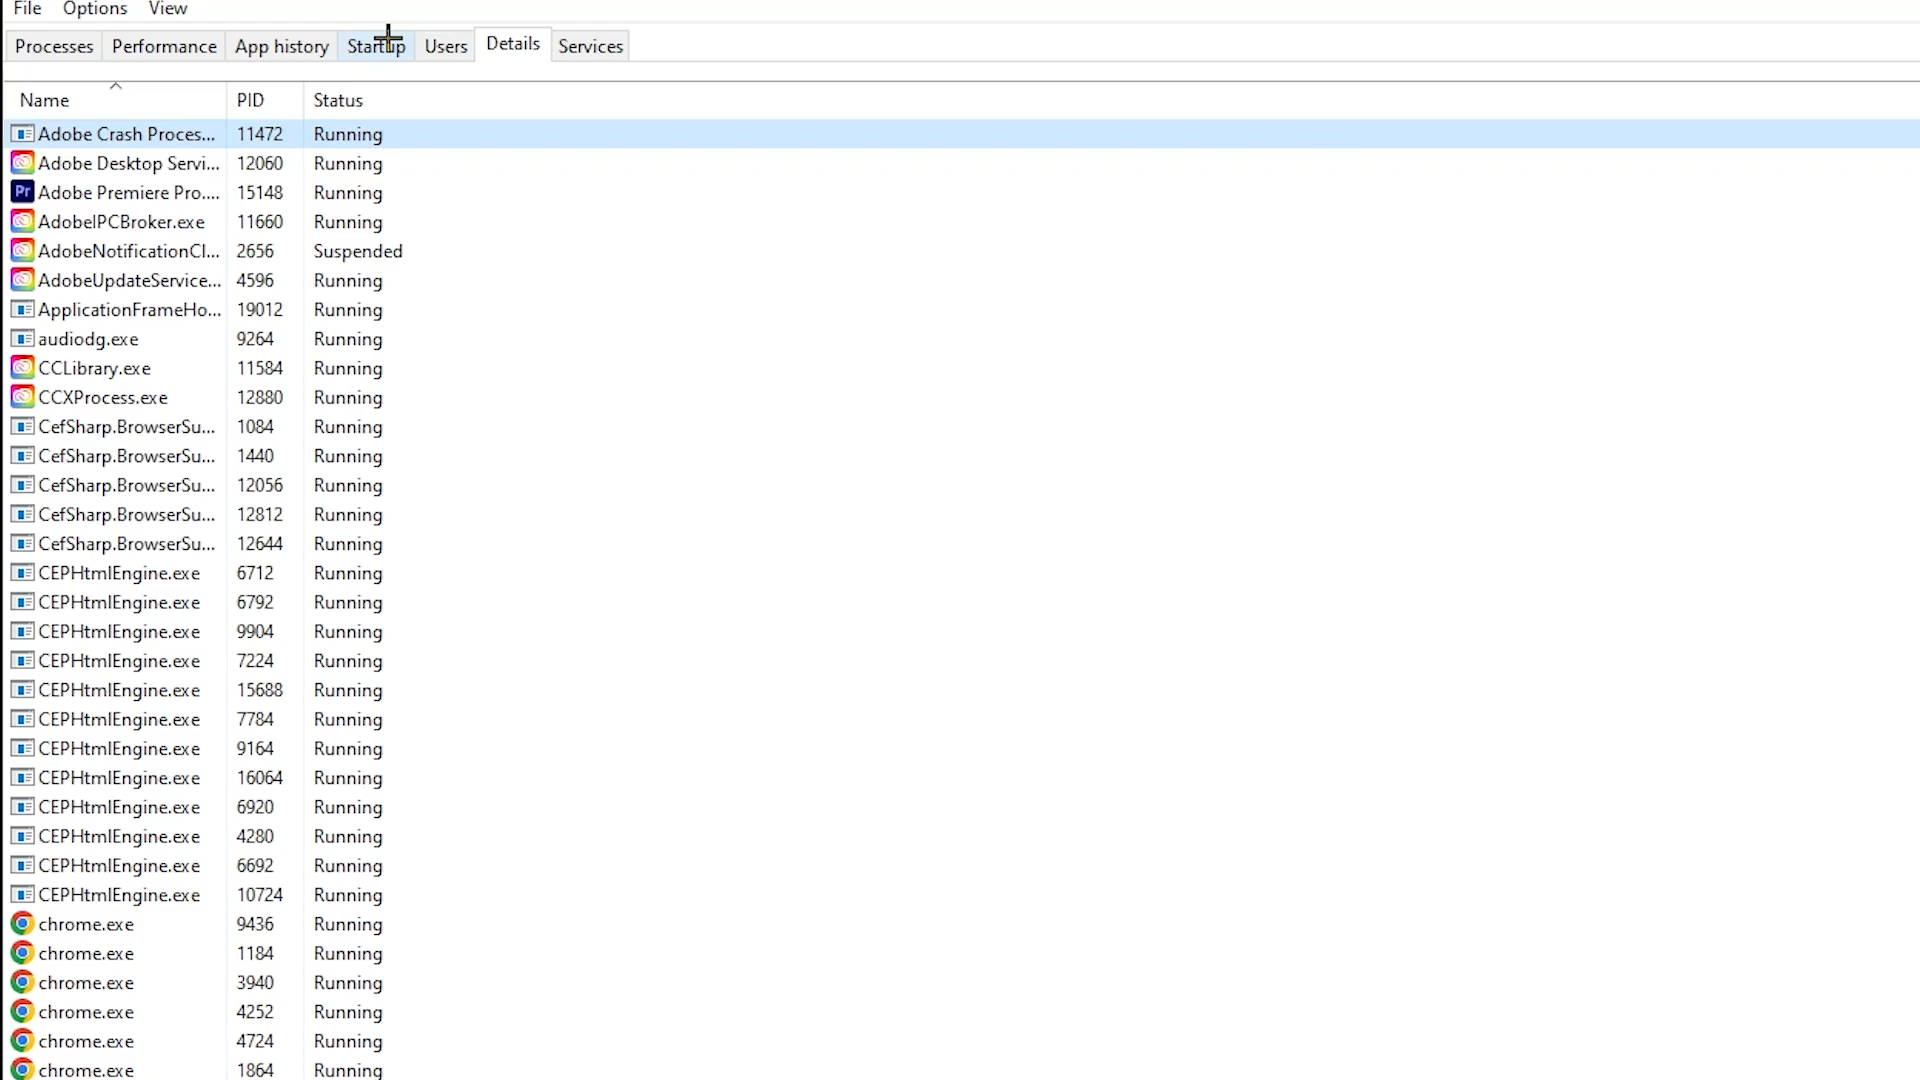 File Options View
Processes Performance App history Startup Users Details Services
Name PID Status
Adobe Crash Proces... 11472 Running
Adobe Desktop Servi... 12060 Running
Pr Adobe Premiere Pro.... 15148 Running
AdobeIPCBroker.exe 11660 Running
AdobeNotificationCl... 2656 Suspended
AdobeUpdateService... 4596 Running
ApplicationFrameHo... 19012 Running
audiodg.exe 9264 Running
CCLibrary.exe 11584 Running
CCXProcess.exe 12880 Running
CefSharp.BrowserSu... 1084 Running
CefSharp.BrowserSu... 1440 Running
CefSharp.BrowserSu... 12056 Running
CefSharp.BrowserSu... 12812 Running
CefSharp.BrowserSu... 12644 Running
CEPHtmlEngine.exe 6712 Running
CEPHtmlEngine.exe 6792 Running
CEPHtmlEngine.exe 9904 Running
CEPHtmlEngine.exe 7224 Running
CEPHtmlEngine.exe 15688 Running
CEPHtmlEngine.exe 7784 Running
CEPHtmlEngine.exe 9164 Running
CEPHtmlEngine.exe 16064 Running
CEPHtmlEngine.exe 6920 Running
CEPHtmlEngine.exe 4280 Running
CEPHtmlEngine.exe 6692 Running
CEPHtmlEngine.exe 10724 Running
chrome.exe 9436 Running
chrome.exe 1184 Running
chrome.exe 3940 Running
chrome.exe 4252 Running
chrome.exe 4724 Running
chrome.exe 1864 Running